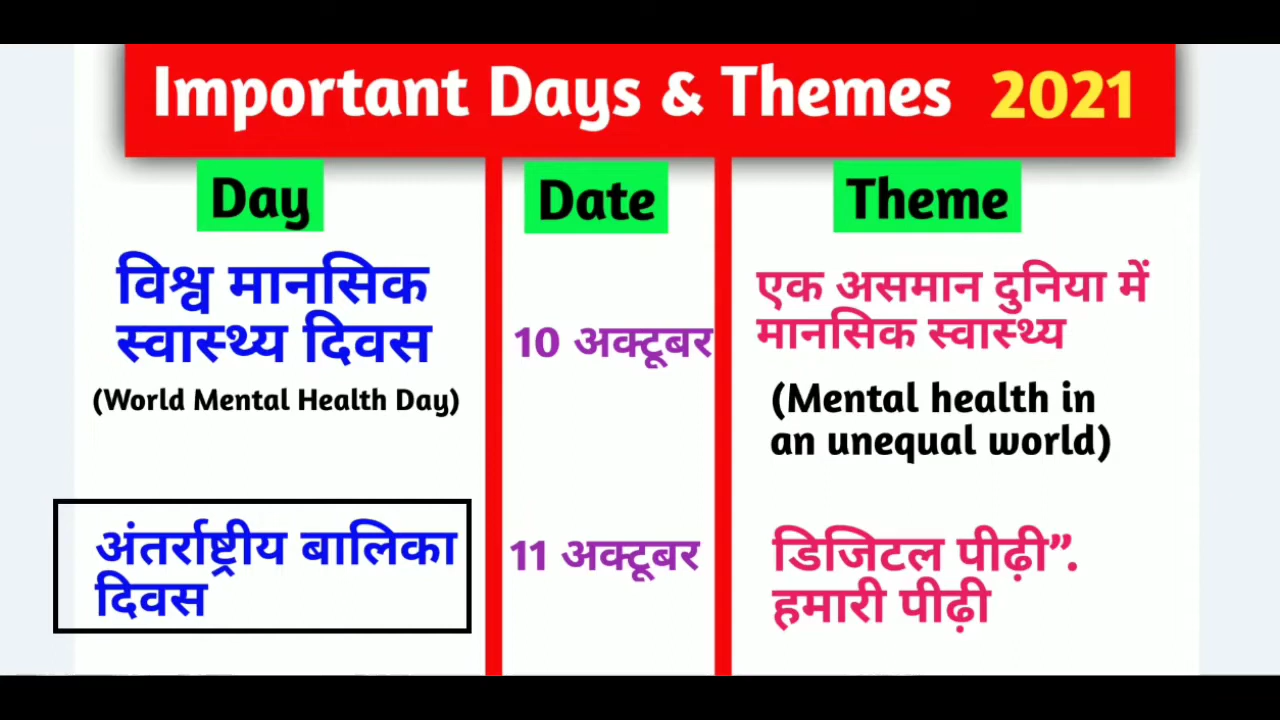 Important Days & Themes 2021
Day
Date
Theme
विश्व मानसिक
स्वास्थ्य दिवस
(World Mental Health Day)
10 अक्टूबर
एक असमान दुनिया में
मानसिक स्वास्थ्य
(Mental health in
an unequal world)
अंतर्राष्ट्रीय बालिका
दिवस
11 अक्टूबर
डिजिटल पीढ़ी”.
हमारी पीढ़ी